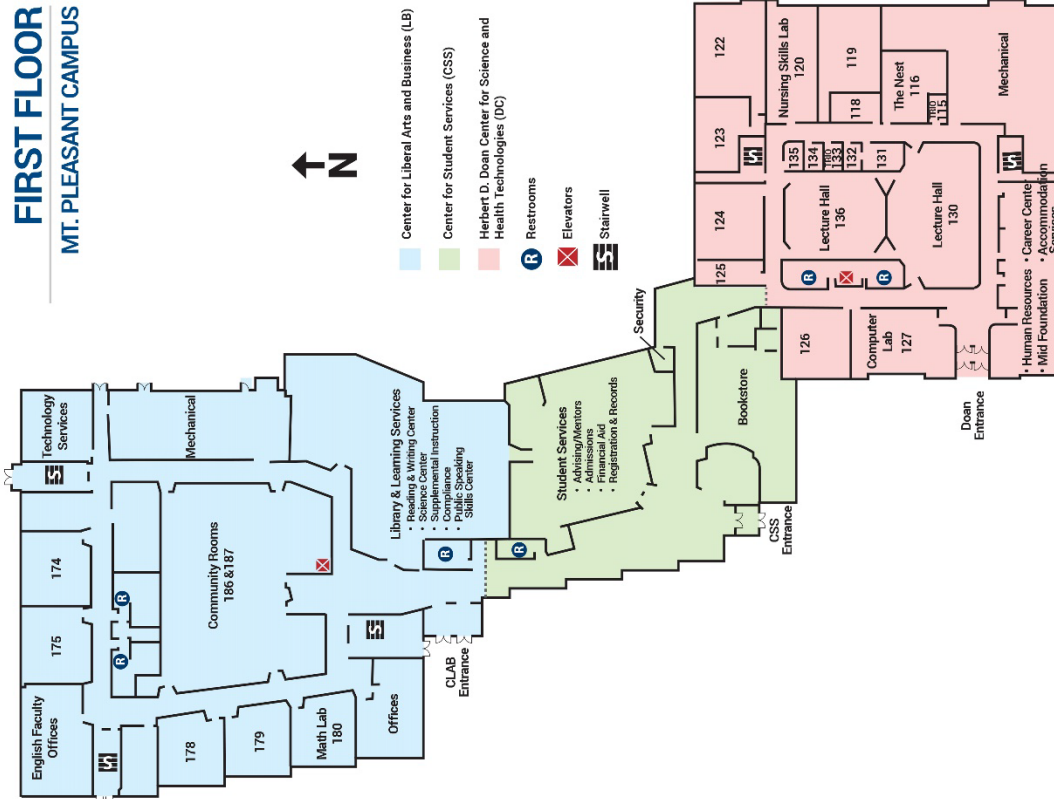 FIRST FLOOR
MT. PLEASANT CAMPUS
N
Center for Liberal Arts and Business (LB)
Center for Student Services (CSS)
Herbert D. Doan Center for Science and
Health Technologies (DC)
R
Restrooms
Elevators
S
Stairwell
Technology
Services
S
174
175
English Faculty
Offices
S
R
R
Mechanical
Community Rooms
186 &187
178
179
Math Lab
180
Offices
S
CLAB
Entrance
Library & Learning Services
• Reading & Writing Center
• Science Center
• Supplemental Instruction
• Compliance
• Public Speaking
Skills Center
R
R
Student Services
• Advising/Mentors
• Admissions
• Financial Aid
• Registration & Records
Security
Bookstore
CSS
Entrance
122
123
124
125
126
Computer
Lab
127
Nursing Skills Lab
120
119
118
The Nest
116
TRIO
115
Mechanical
S
135
134
TRIO
133
132
131
Lecture Hall
136
Lecture Hall
130
R
R
S
Doan
Entrance
• Human Resources • Career Center
• Mid Foundation • Accommodation
Services